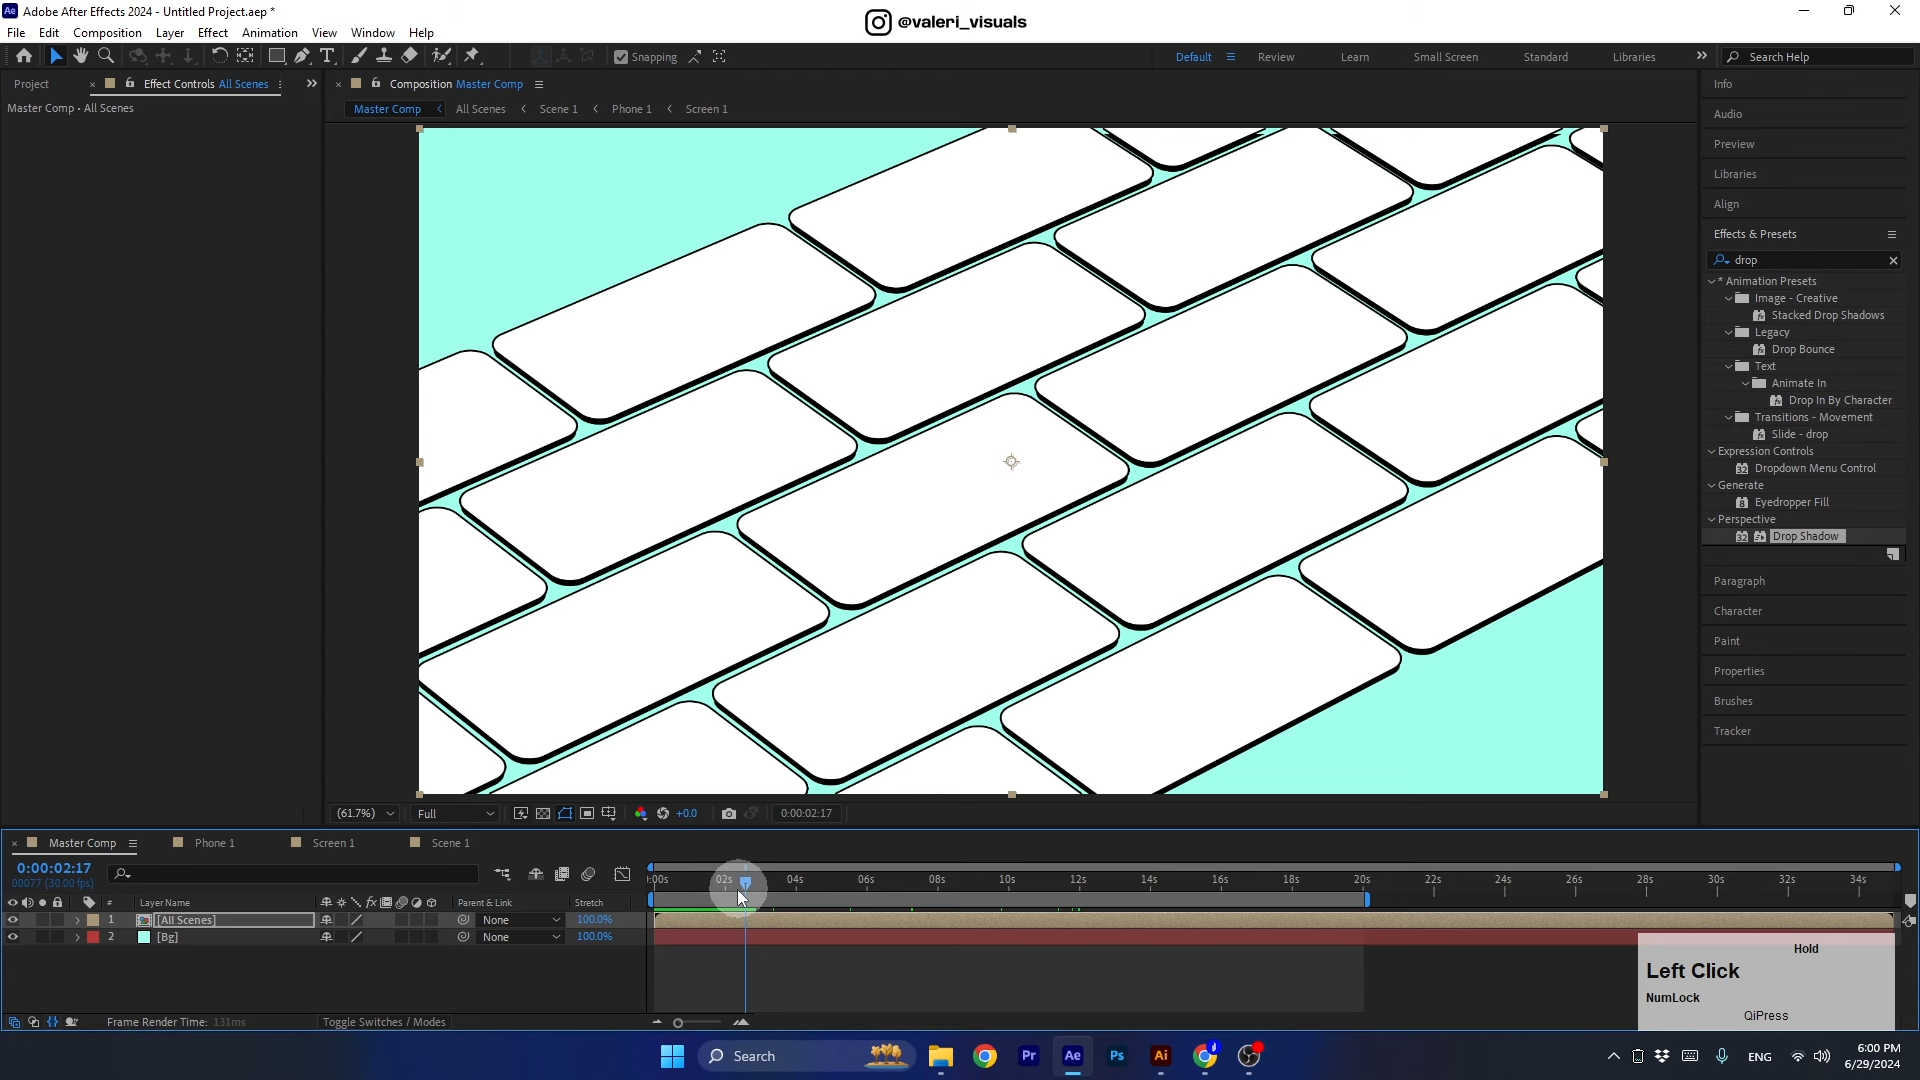 Adobe After Effects 2024 - Untitled Project.aep *
@valeri_visuals
File Edit Composition Layer Effect Animation View Window Help
Snapping
Default Review Learn Small Screen Standard Libraries
Search Help
Project Effect Controls All Scenes
Composition Master Comp
Info
Master Comp • All Scenes
Master Comp All Scenes Scene 1 Phone 1 Screen 1
Audio
Preview
Libraries
Align
Effects & Presets
drop
* Animation Presets
Image - Creative
Stacked Drop Shadows
Legacy
Drop Bounce
Text
Animate In
Drop In By Character
Transitions - Movement
Slide - drop
Expression Controls
Dropdown Menu Control
Generate
Eyedropper Fill
Perspective
Drop Shadow
Paragraph
Character
Paint
Properties
Brushes
Tracker
(61.7%) Full +0.0 0:00:02:17
Master Comp Phone 1 Screen 1 Scene 1
0:00:02:17
00077 (30.00 fps)
:00s 02s 04s 06s 08s 10s 12s 14s 16s 18s 20s 22s 24s 26s 28s 30s 32s 34s
# Layer Name Parent & Link Stretch
1 [All Scenes] None 100.0%
2 [Bg] None 100.0%
Hold
Left Click
NumLock
QiPress
Frame Render Time: 131ms Toggle Switches / Modes
Search
Pr Ae Ps Ai
ENG
6:00 PM
6/29/2024